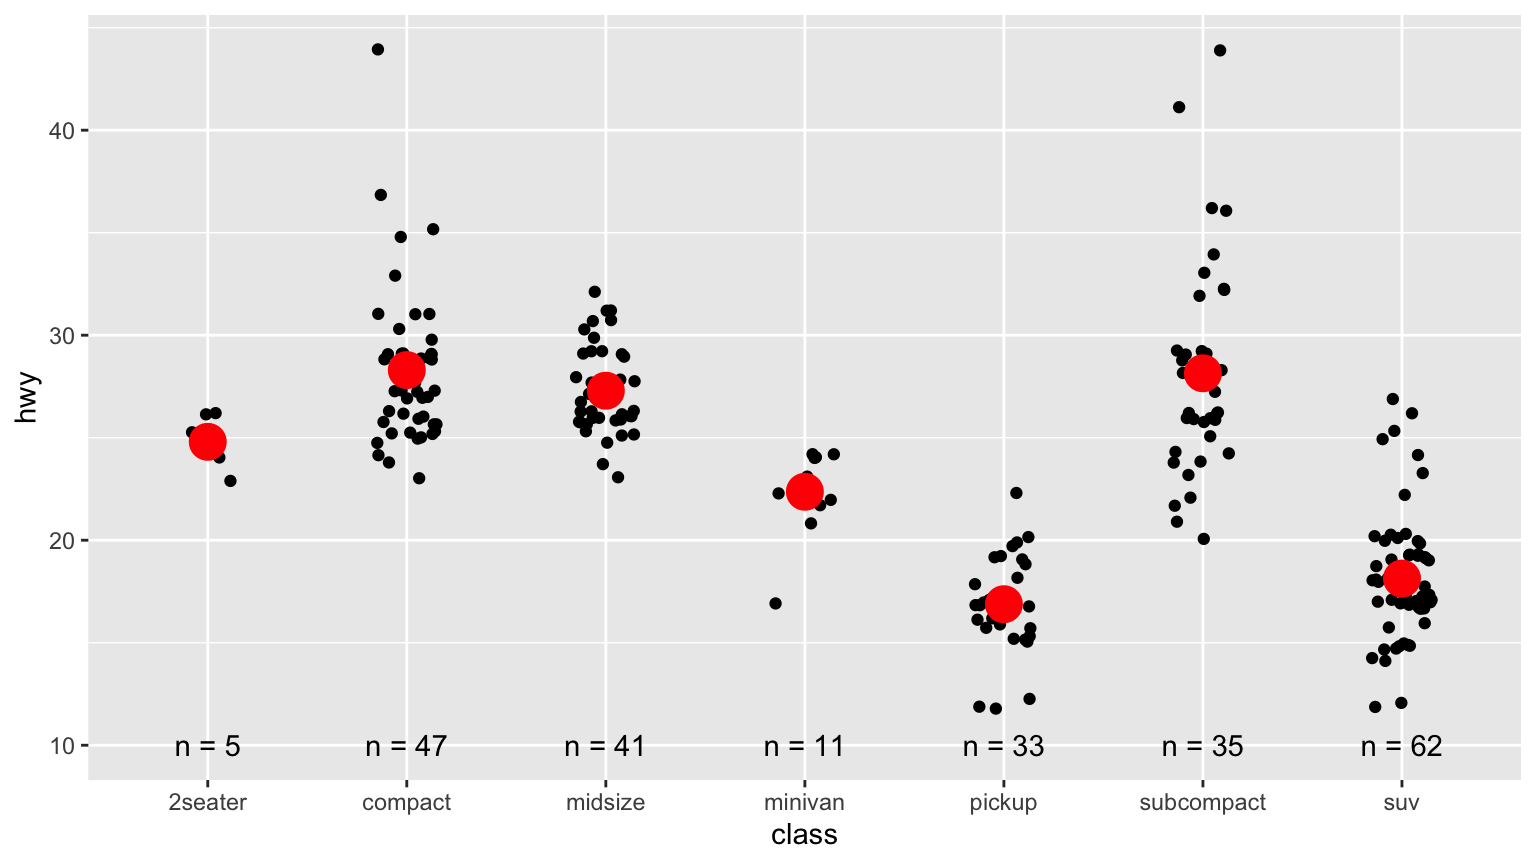 hwy
40
30
20
10
n = 5 n = 47 n = 41 n = 11 n = 33 n = 35 n = 62
2seater compact midsize minivan pickup subcompact suv
class